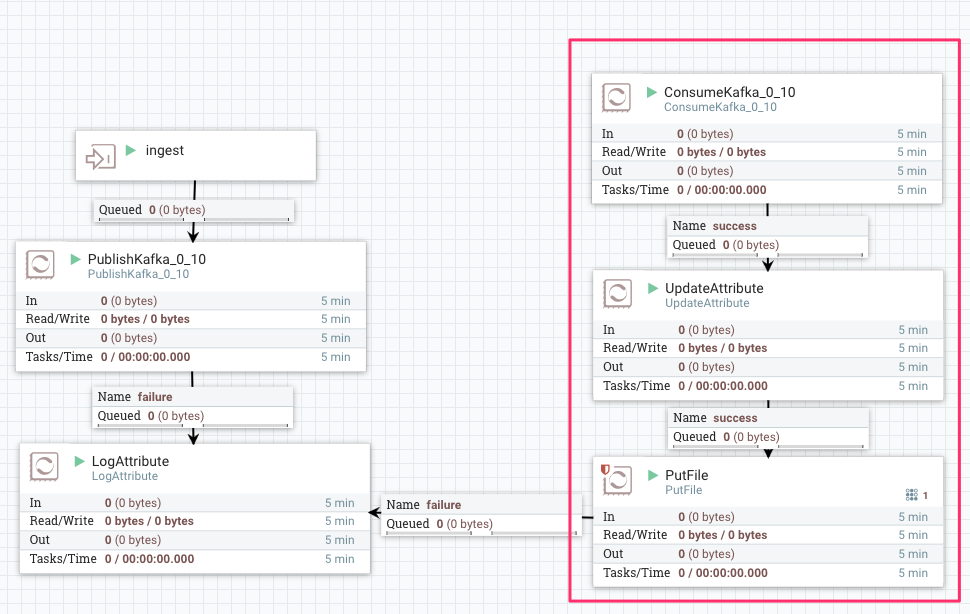 ingest
Queued 0 (0 bytes)
PublishKafka_0_10
PublishKafka_0_10
In 0 (0 bytes) 5 min
Read/Write 0 bytes / 0 bytes 5 min
Out 0 (0 bytes) 5 min
Tasks/Time 0 / 00:00:00.000 5 min
Name failure
Queued 0 (0 bytes)
LogAttribute
LogAttribute
In 0 (0 bytes) 5 min
Read/Write 0 bytes / 0 bytes 5 min
Out 0 (0 bytes) 5 min
Tasks/Time 0 / 00:00:00.000 5 min
Name failure
Queued 0 (0 bytes)
ConsumeKafka_0_10
ConsumeKafka_0_10
In 0 (0 bytes) 5 min
Read/Write 0 bytes / 0 bytes 5 min
Out 0 (0 bytes) 5 min
Tasks/Time 0 / 00:00:00.000 5 min
Name success
Queued 0 (0 bytes)
UpdateAttribute
UpdateAttribute
In 0 (0 bytes) 5 min
Read/Write 0 bytes / 0 bytes 5 min
Out 0 (0 bytes) 5 min
Tasks/Time 0 / 00:00:00.000 5 min
Name success
Queued 0 (0 bytes)
PutFile
PutFile
1
In 0 (0 bytes) 5 min
Read/Write 0 bytes / 0 bytes 5 min
Out 0 (0 bytes) 5 min
Tasks/Time 0 / 00:00:00.000 5 min